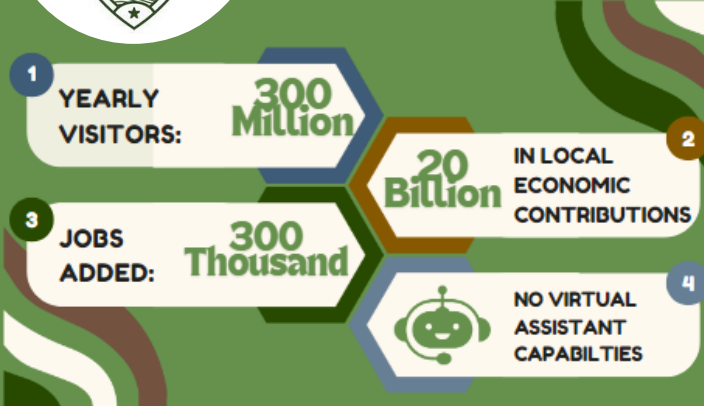 1
YEARLY
VISITORS:
300
Million
2
20
Billion
IN LOCAL
ECONOMIC
CONTRIBUTIONS
3
JOBS
ADDED:
300
Thousand
4
NO VIRTUAL
ASSISTANT
CAPABILTIES